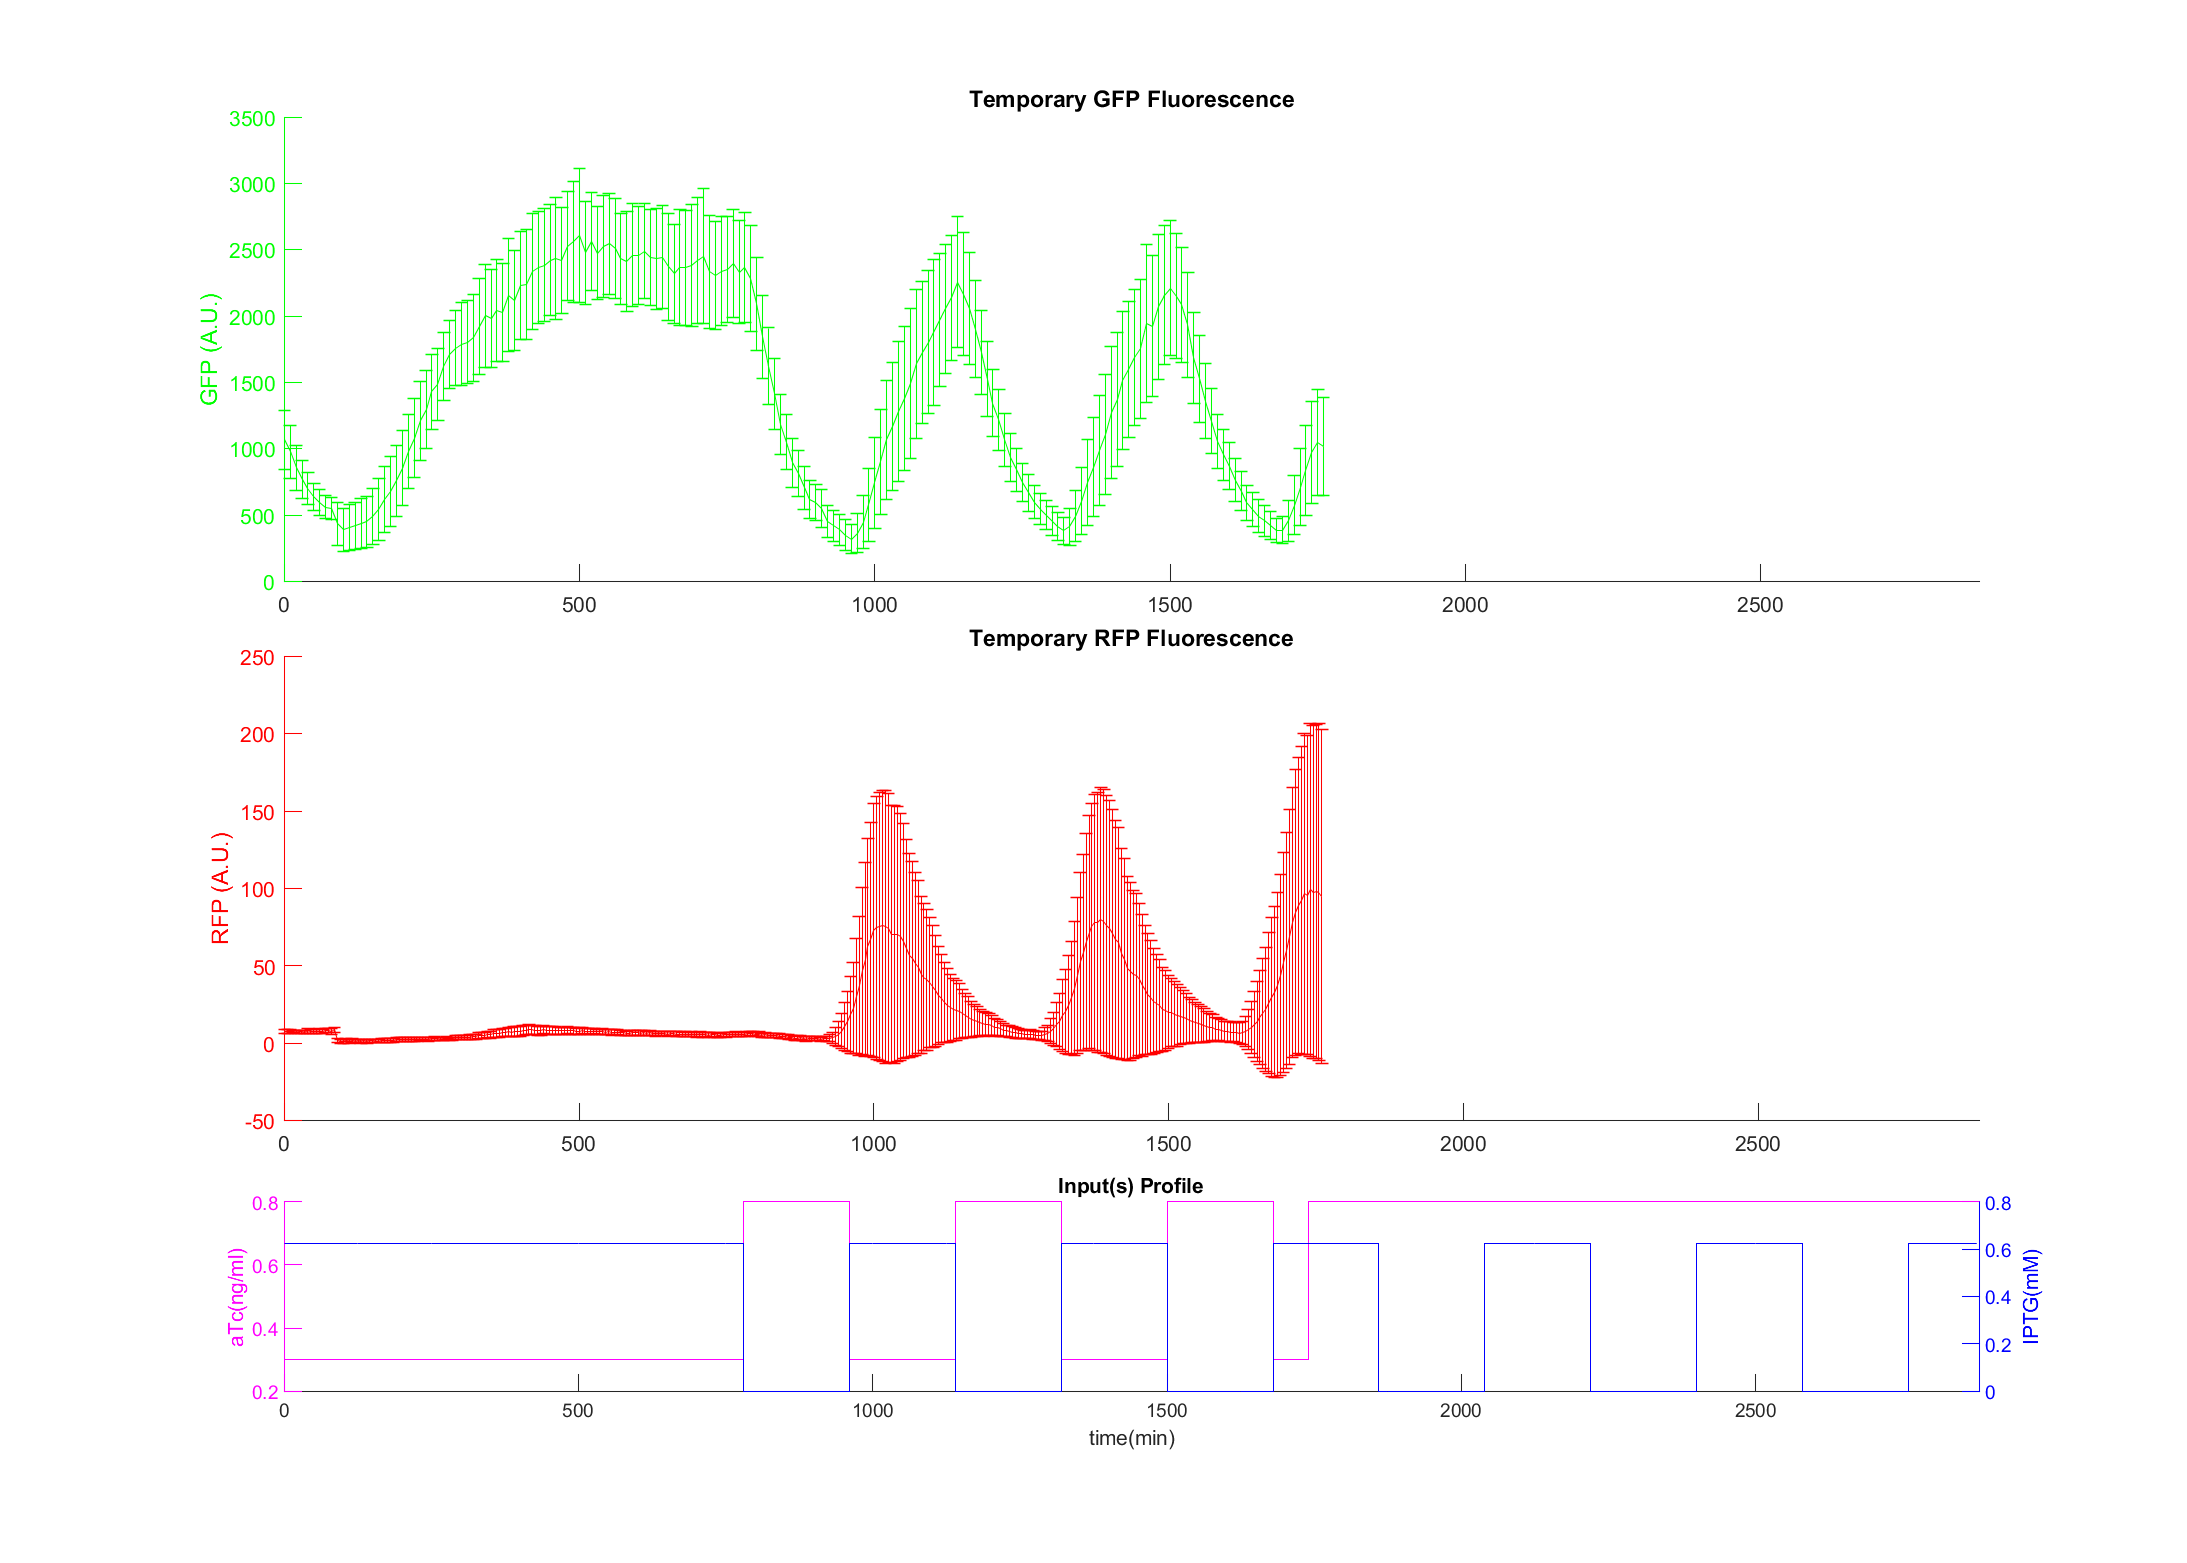 Temporary GFP Fluorescence
3500
3000
2500
2000
1500
1000
500
0
GFP (A.U.)
0 500 1000 1500 2000 2500
Temporary RFP Fluorescence
250
200
150
100
50
0
-50
RFP (A.U.)
0 500 1000 1500 2000 2500
Input(s) Profile
0.8
0.6
0.4
0.2
aTc(ng/ml)
0.8
0.6
0.4
0.2
0
IPTG(mM)
0 500 1000 1500 2000 2500
time(min)